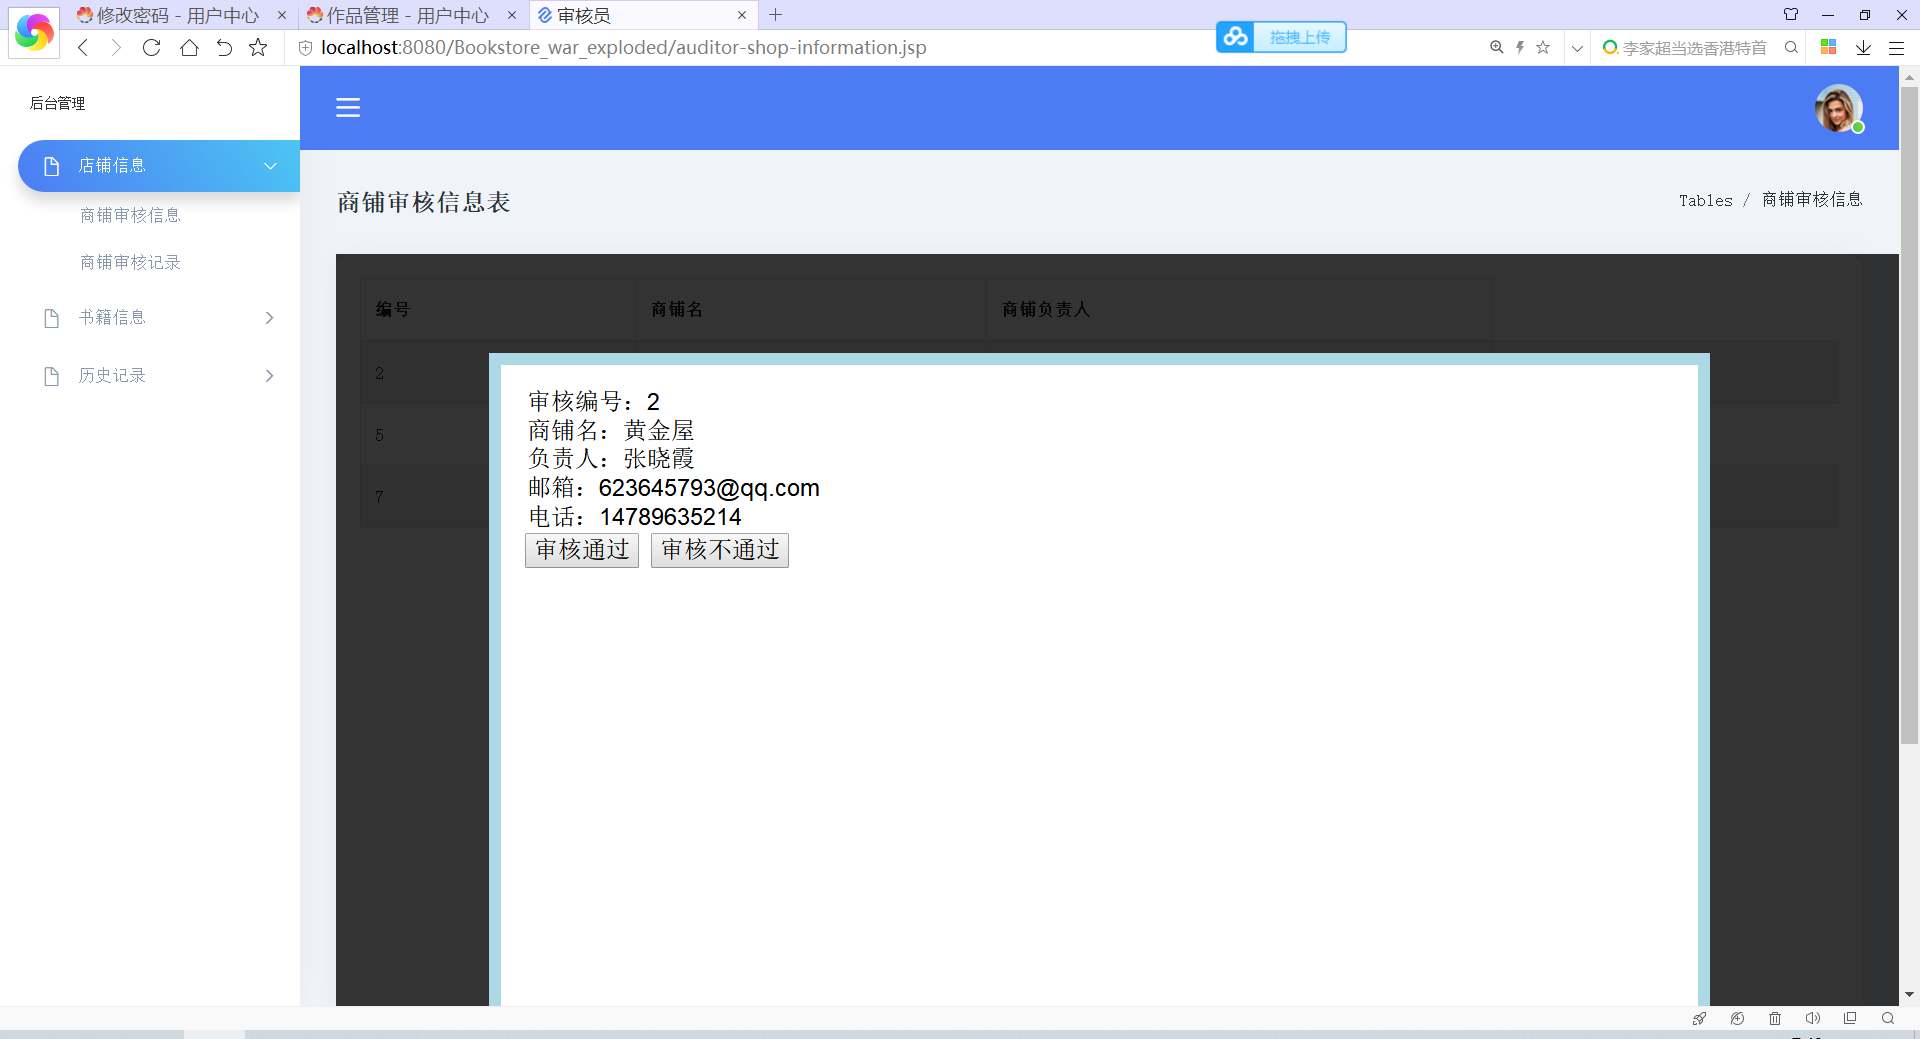 修改密码 - 用户中心
作品管理 - 用户中心
审核员
localhost:8080/Bookstore_war_exploded/auditor-shop-information.jsp
拖拽上传
李家超当选香港特首
后台管理
店铺信息
商铺审核信息
商铺审核记录
书籍信息
历史记录
商铺审核信息表
Tables / 商铺审核信息
编号 商铺名 商铺负责人
2
5
7
审核编号：2
商铺名：黄金屋
负责人：张晓霞
邮箱：623645793@qq.com
电话：14789635214
审核通过 审核不通过